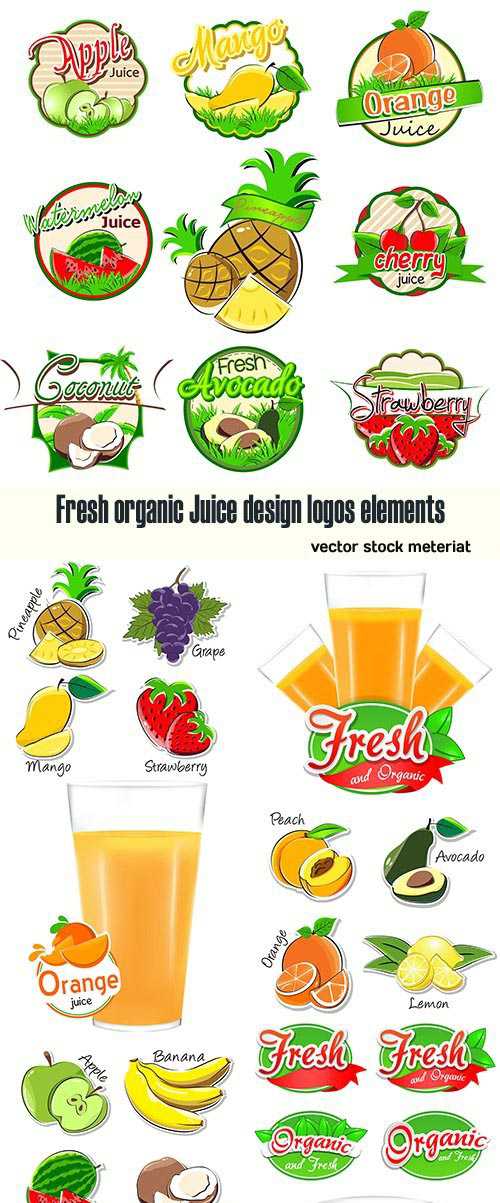 Apple
Juice
Mango
Orange
Juice
Watermelon
Juice
Pineapple
cherry
juice
Coconut
Fresh
Avocado
Strawberry
Fresh organic Juice design logos elements
vector stock meteriat
Pineapple
Grape
Mango
Strawberry
Fresh
and Organic
Orange
juice
Peach
Avocado
Orange
Lemon
Apple
Banana
Fresh
Fresh
and Organic
Organic
and Fresh
Organic
and Fresh